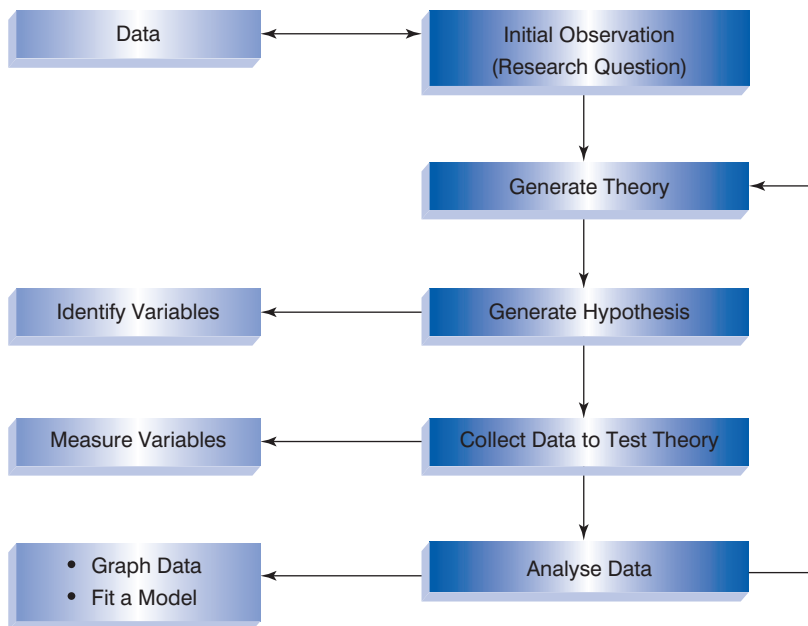 Data
Initial Observation
(Research Question)
Generate Theory
Identify Variables
Generate Hypothesis
Measure Variables
Collect Data to Test Theory
• Graph Data
• Fit a Model
Analyse Data